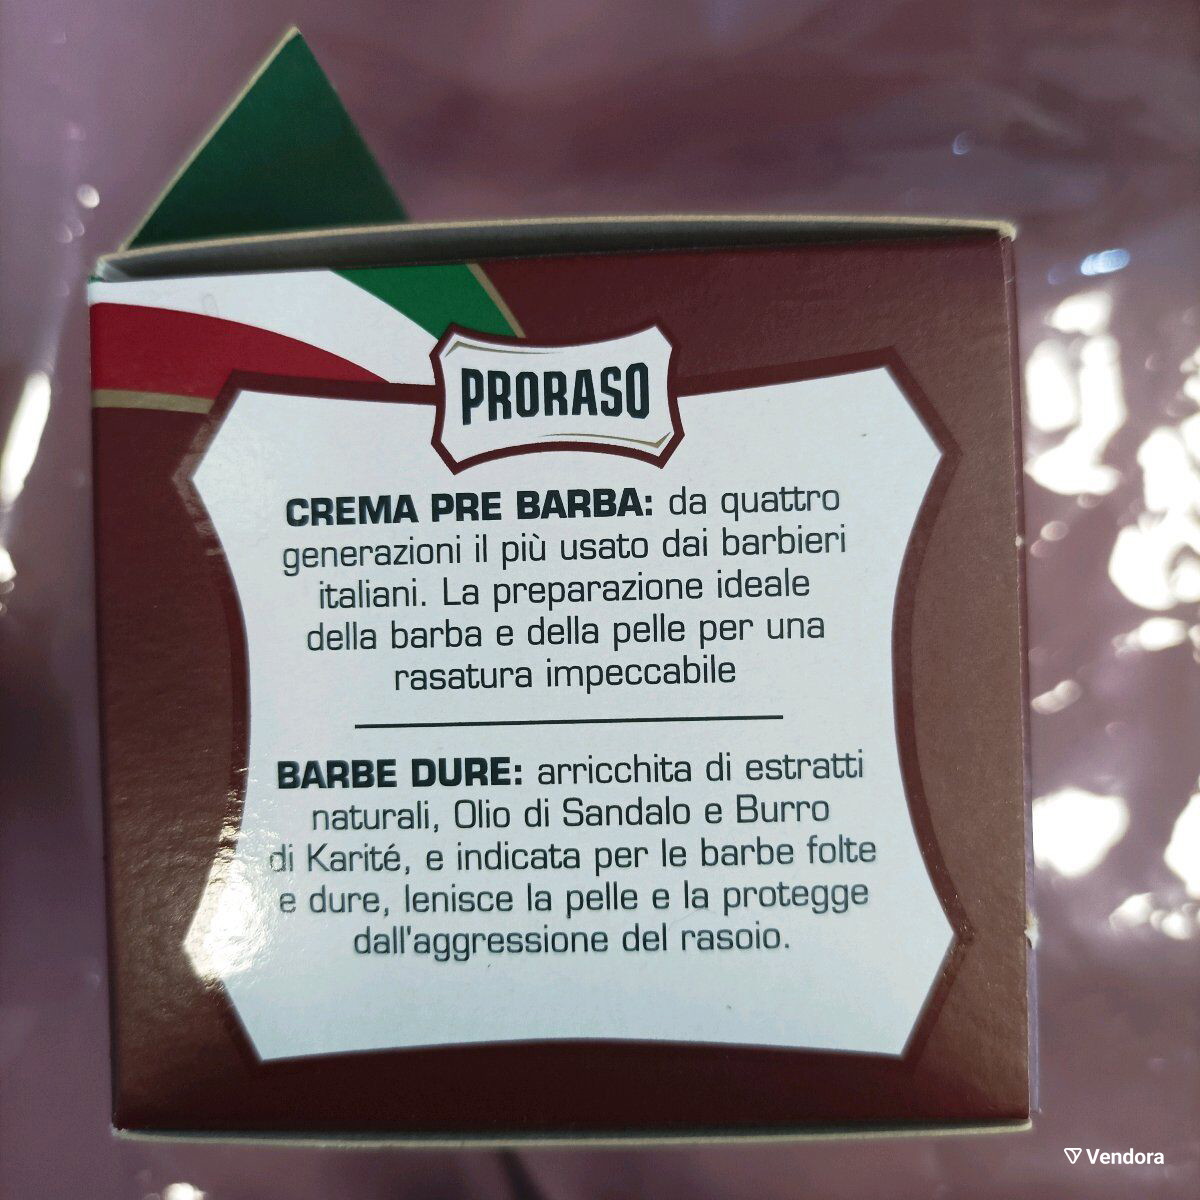 PRORASO
CREMA PRE BARBA: da quattro
generazioni il più usato dai barbieri
italiani. La preparazione ideale
della barba e della pelle per una
rasatura impeccabile
BARBE DURE: arricchita di estratti
naturali, Olio di Sandalo e Burro
di Karité, e indicata per le barbe folte
e dure, lenisce la pelle e la protegge
dall'aggressione del rasoio.
Vendora